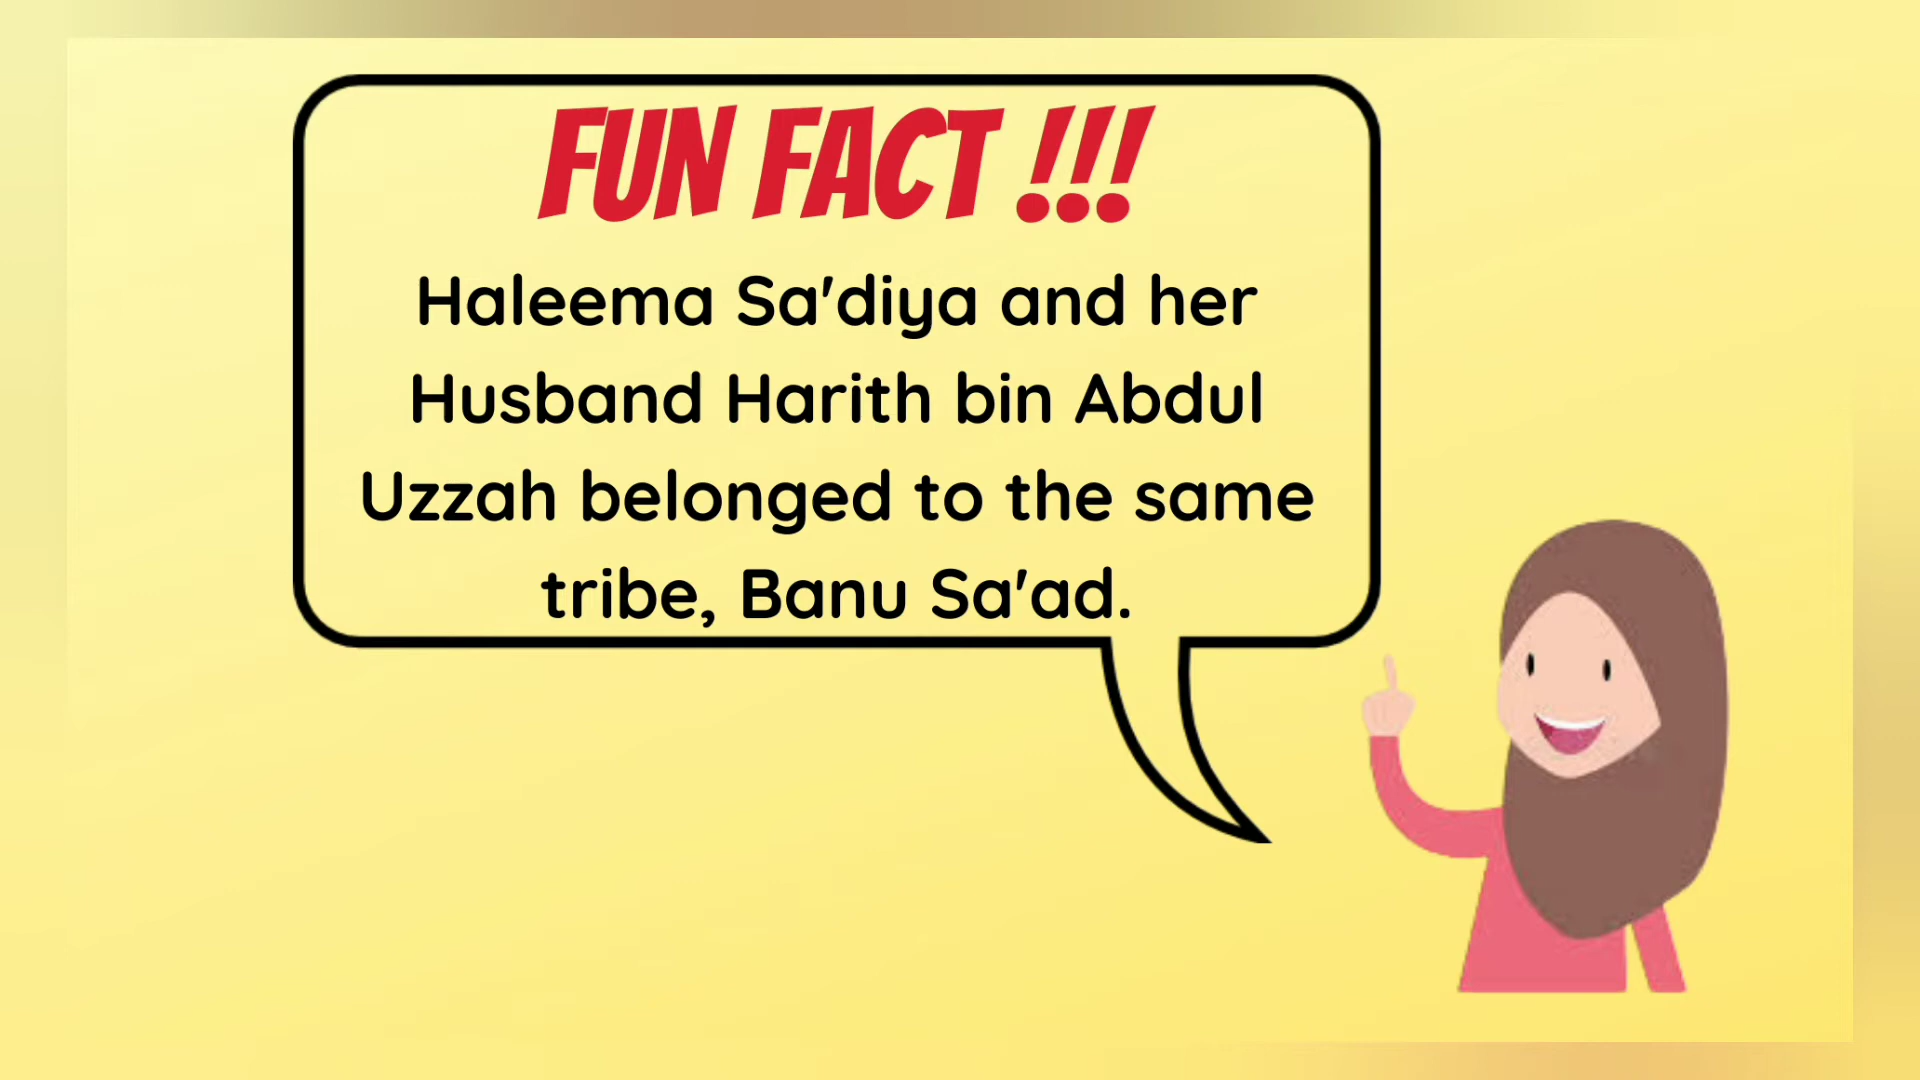 FUN FACT !!!
Haleema Sa'diya and her
Husband Harith bin Abdul
Uzzah belonged to the same
tribe, Banu Sa'ad.